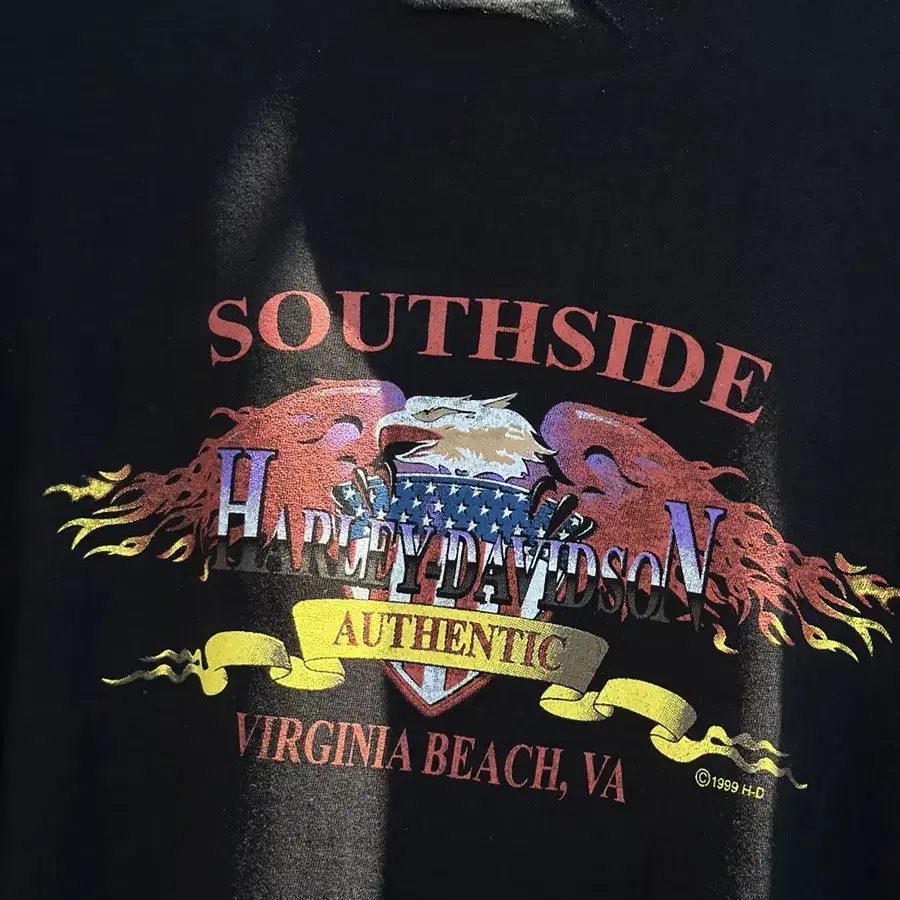 SOUTHSIDE
HARLEY-DAVIDSON
AUTHENTIC
VIRGINIA BEACH, VA
©1999 H-D